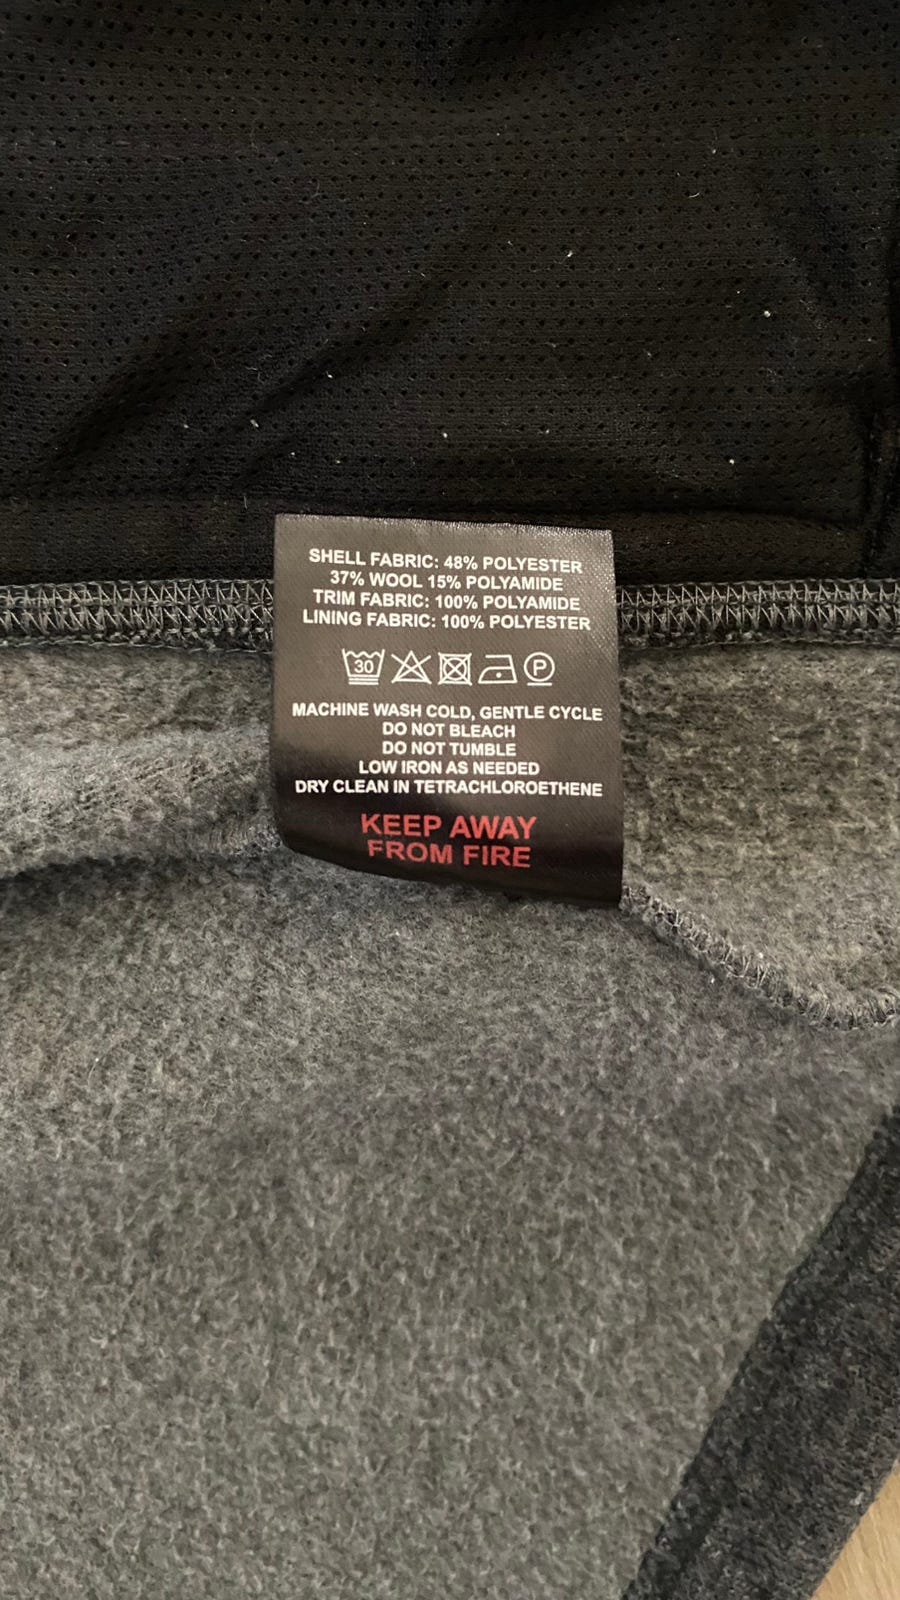 SHELL FABRIC: 48% POLYESTER
37% WOOL 15% POLYAMIDE
TRIM FABRIC: 100% POLYAMIDE
LINING FABRIC: 100% POLYESTER
30 P
MACHINE WASH COLD, GENTLE CYCLE
DO NOT BLEACH
DO NOT TUMBLE
LOW IRON AS NEEDED
DRY CLEAN IN TETRACHLOROETHENE
KEEP AWAY
FROM FIRE